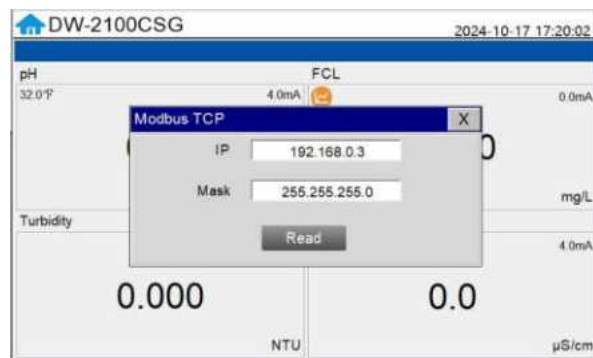 DW-2100CSG
2024-10-17 17:20:02
pH
FCL
32.0℉
4.0mA
0.0mA
Modbus TCP
X
IP
192.168.0.3
Mask
255.255.255.0
mg/L
Read
Turbidity
4.0mA
0.000
0.0
NTU
μS/cm